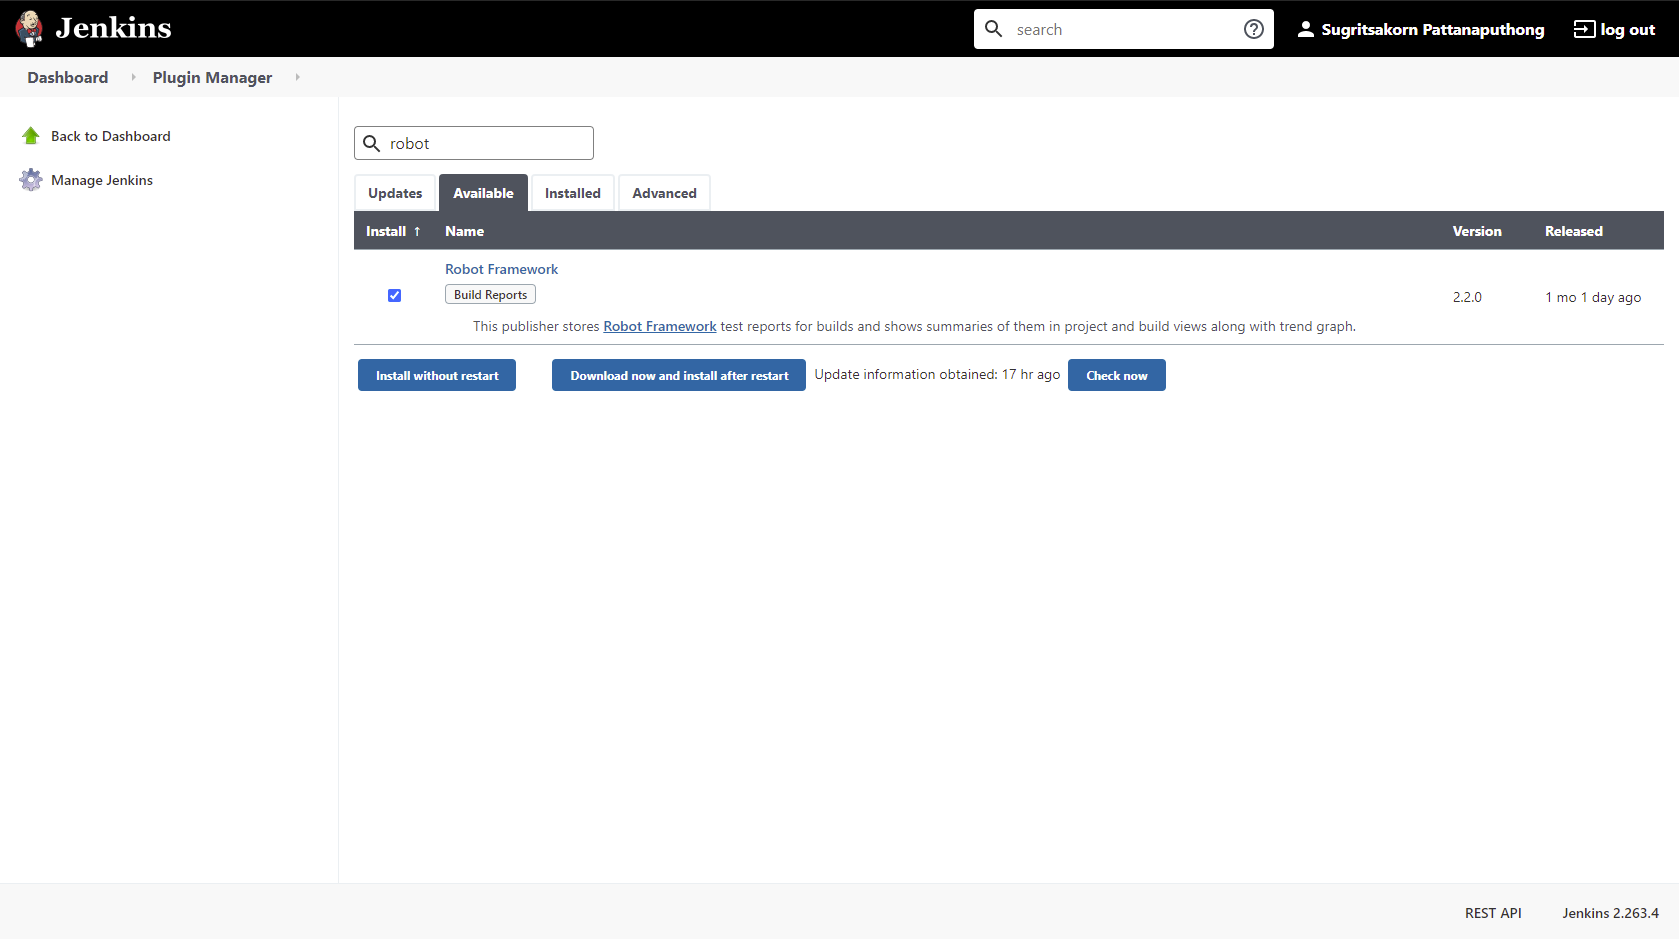 Jenkins
search
Sugritsakorn Pattanaputhong
log out
Dashboard
Plugin Manager
Back to Dashboard
Manage Jenkins
robot
Updates
Available
Installed
Advanced
Install ↑
Name
Version
Released
Robot Framework
Build Reports
2.2.0
1 mo 1 day ago
This publisher stores Robot Framework test reports for builds and shows summaries of them in project and build views along with trend graph.
Install without restart
Download now and install after restart
Update information obtained: 17 hr ago
Check now
REST API
Jenkins 2.263.4